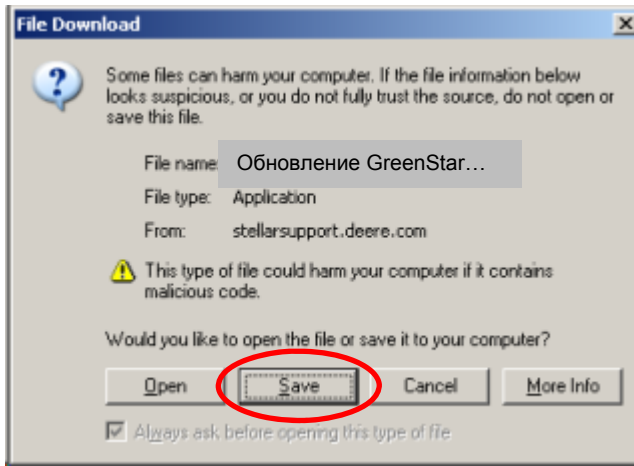 File Download
Some files can harm your computer. If the file information below
looks suspicious, or you do not fully trust the source, do not open or
save this file.
File name: Обновление GreenStar…
File type: Application
From: stellarsupport.deere.com
This type of file could harm your computer if it contains
malicious code.
Would you like to open the file or save it to your computer?
Open Save Cancel More Info
Always ask before opening this type of file